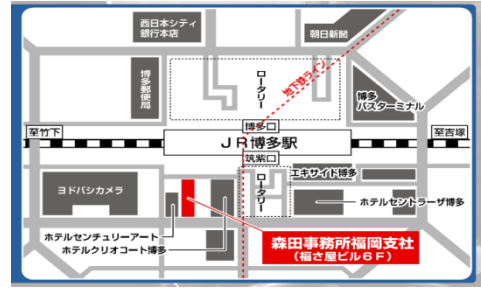 西日本シティ
銀行本店
朝日新聞
博多郵便局
ロータリー
地下鉄ライン
博多
バスターミナル
博多口
至竹下
JR博多駅
至吉塚
筑紫口
エキサイド博多
ヨドバシカメラ
ロータリー
ホテルセントラーザ博多
ホテルセンチュリーアート
ホテルクリオコート博多
森田事務所福岡支社
(福さ屋ビル6F)